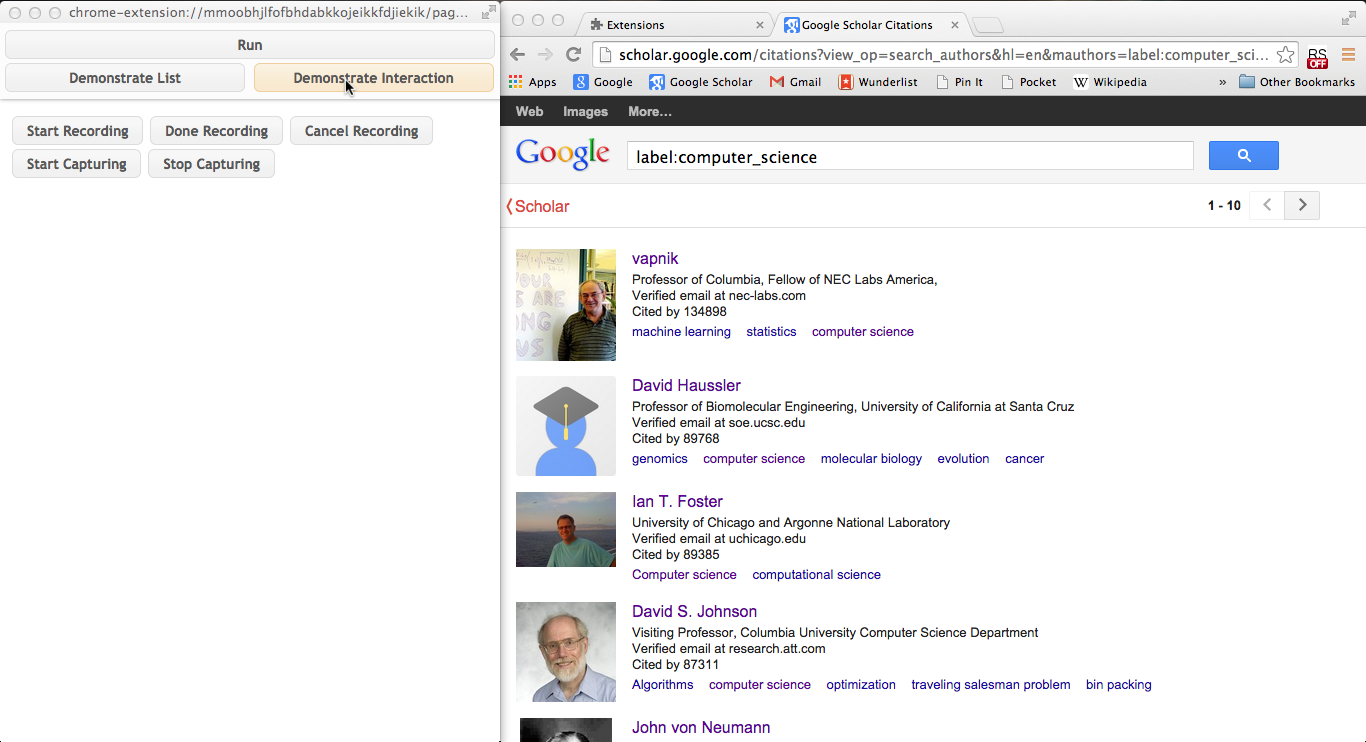 chrome-extension://mmoobhjlfofbhdabkkojeikkfdjiekik/pag...
Run
Demonstrate List Demonstrate Interaction
Start Recording Done Recording Cancel Recording
Start Capturing Stop Capturing
Extensions Google Scholar Citations
scholar.google.com/citations?view_op=search_authors&hl=en&mauthors=label:computer_sci... RS OFF
Apps Google Google Scholar Gmail Wunderlist Pin It Pocket Wikipedia » Other Bookmarks
Web Images More...
Google label:computer_science
Scholar 1 - 10
vapnik
Professor of Columbia, Fellow of NEC Labs America,
Verified email at nec-labs.com
Cited by 134898
machine learning statistics computer science
David Haussler
Professor of Biomolecular Engineering, University of California at Santa Cruz
Verified email at soe.ucsc.edu
Cited by 89768
genomics computer science molecular biology evolution cancer
Ian T. Foster
University of Chicago and Argonne National Laboratory
Verified email at uchicago.edu
Cited by 89385
Computer science computational science
David S. Johnson
Visiting Professor, Columbia University Computer Science Department
Verified email at research.att.com
Cited by 87311
Algorithms computer science optimization traveling salesman problem bin packing
John von Neumann